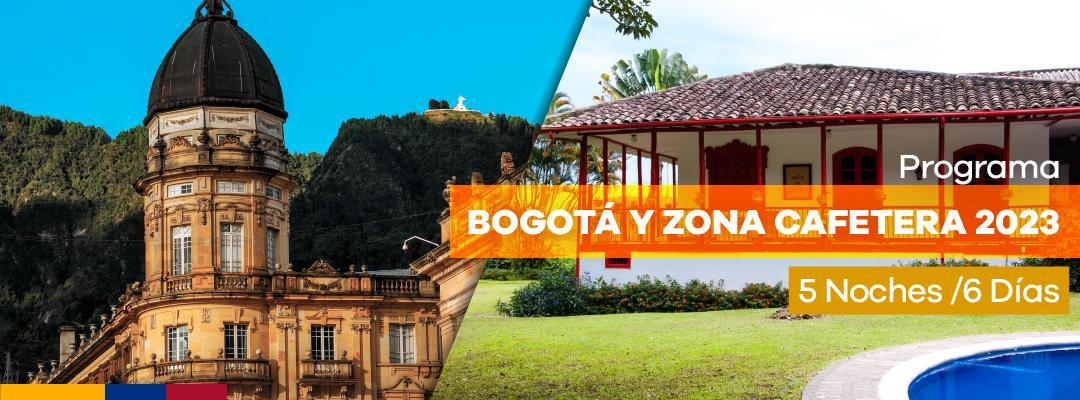 Programa
BOGOTÁ Y ZONA CAFETERA 2023
5 Noches /6 Días